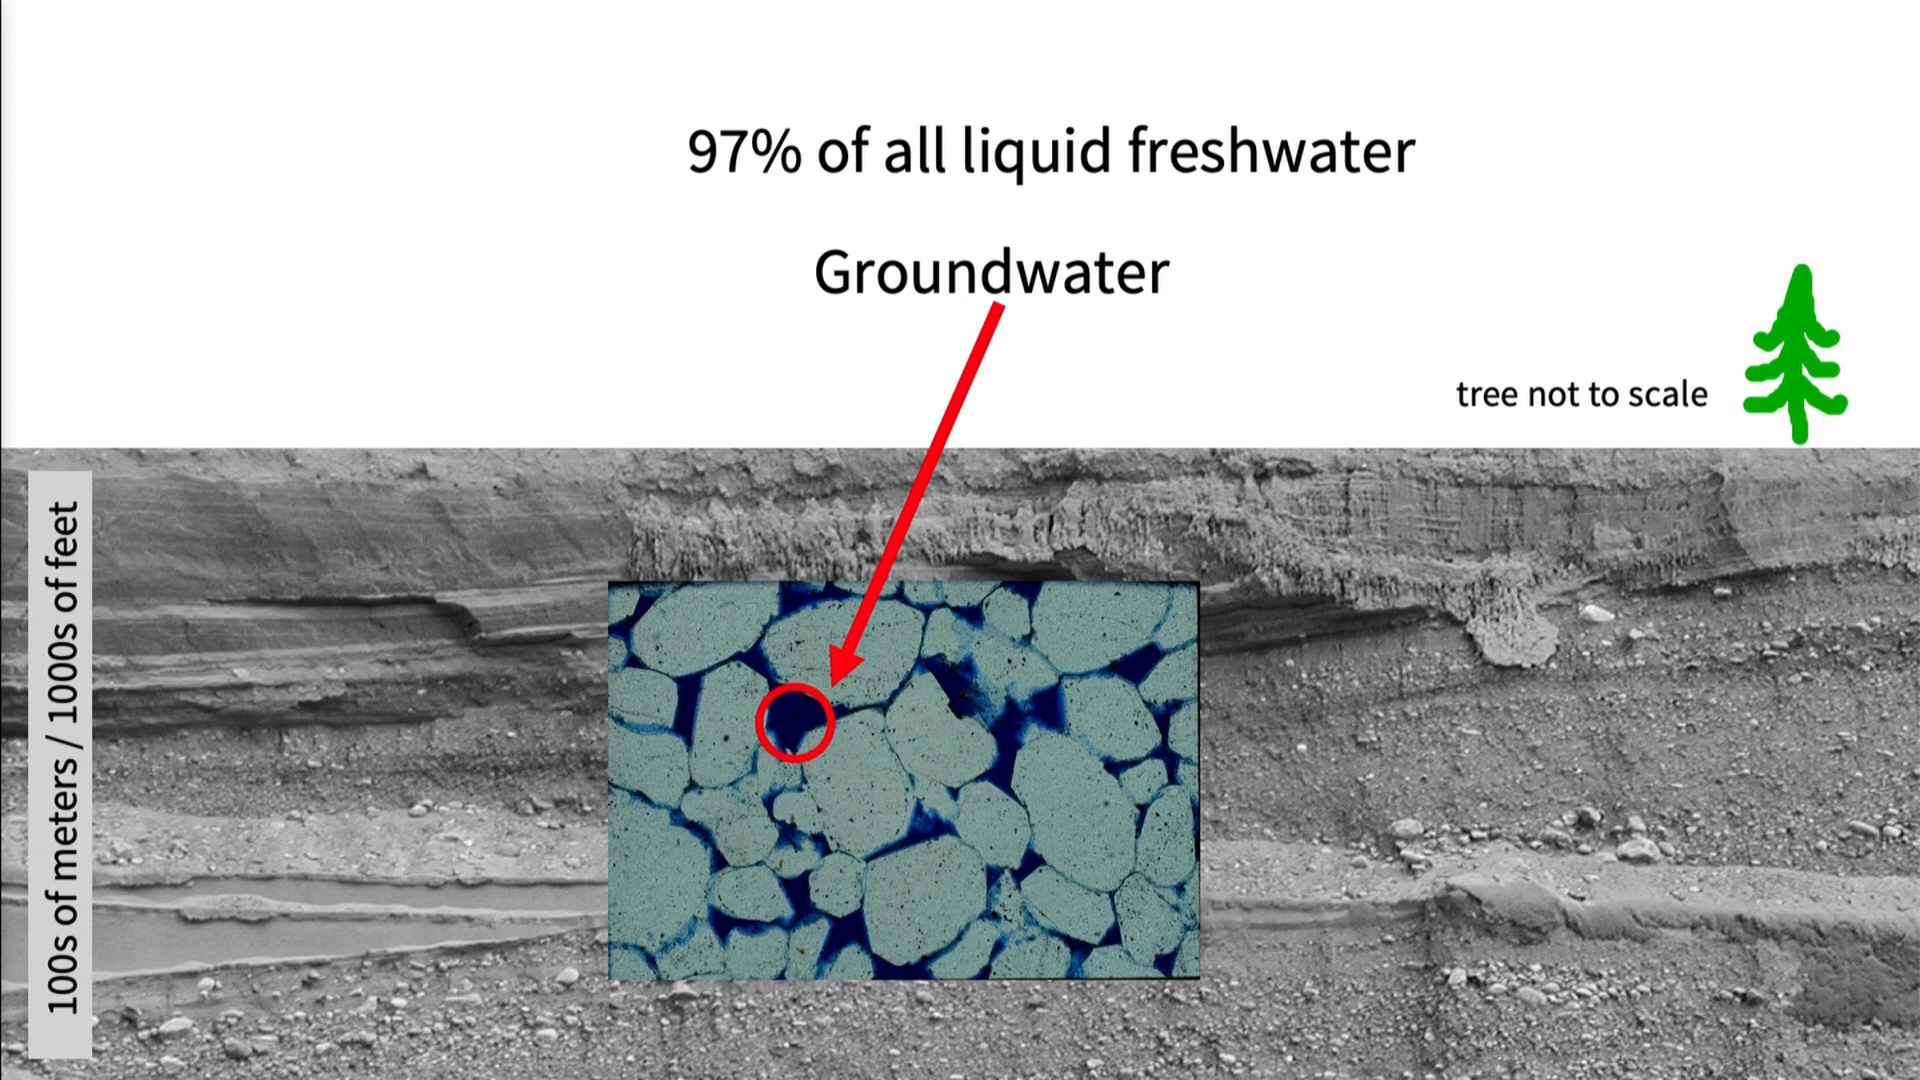 97% of all liquid freshwater
Groundwater
tree not to scale
100s of meters / 1000s of feet